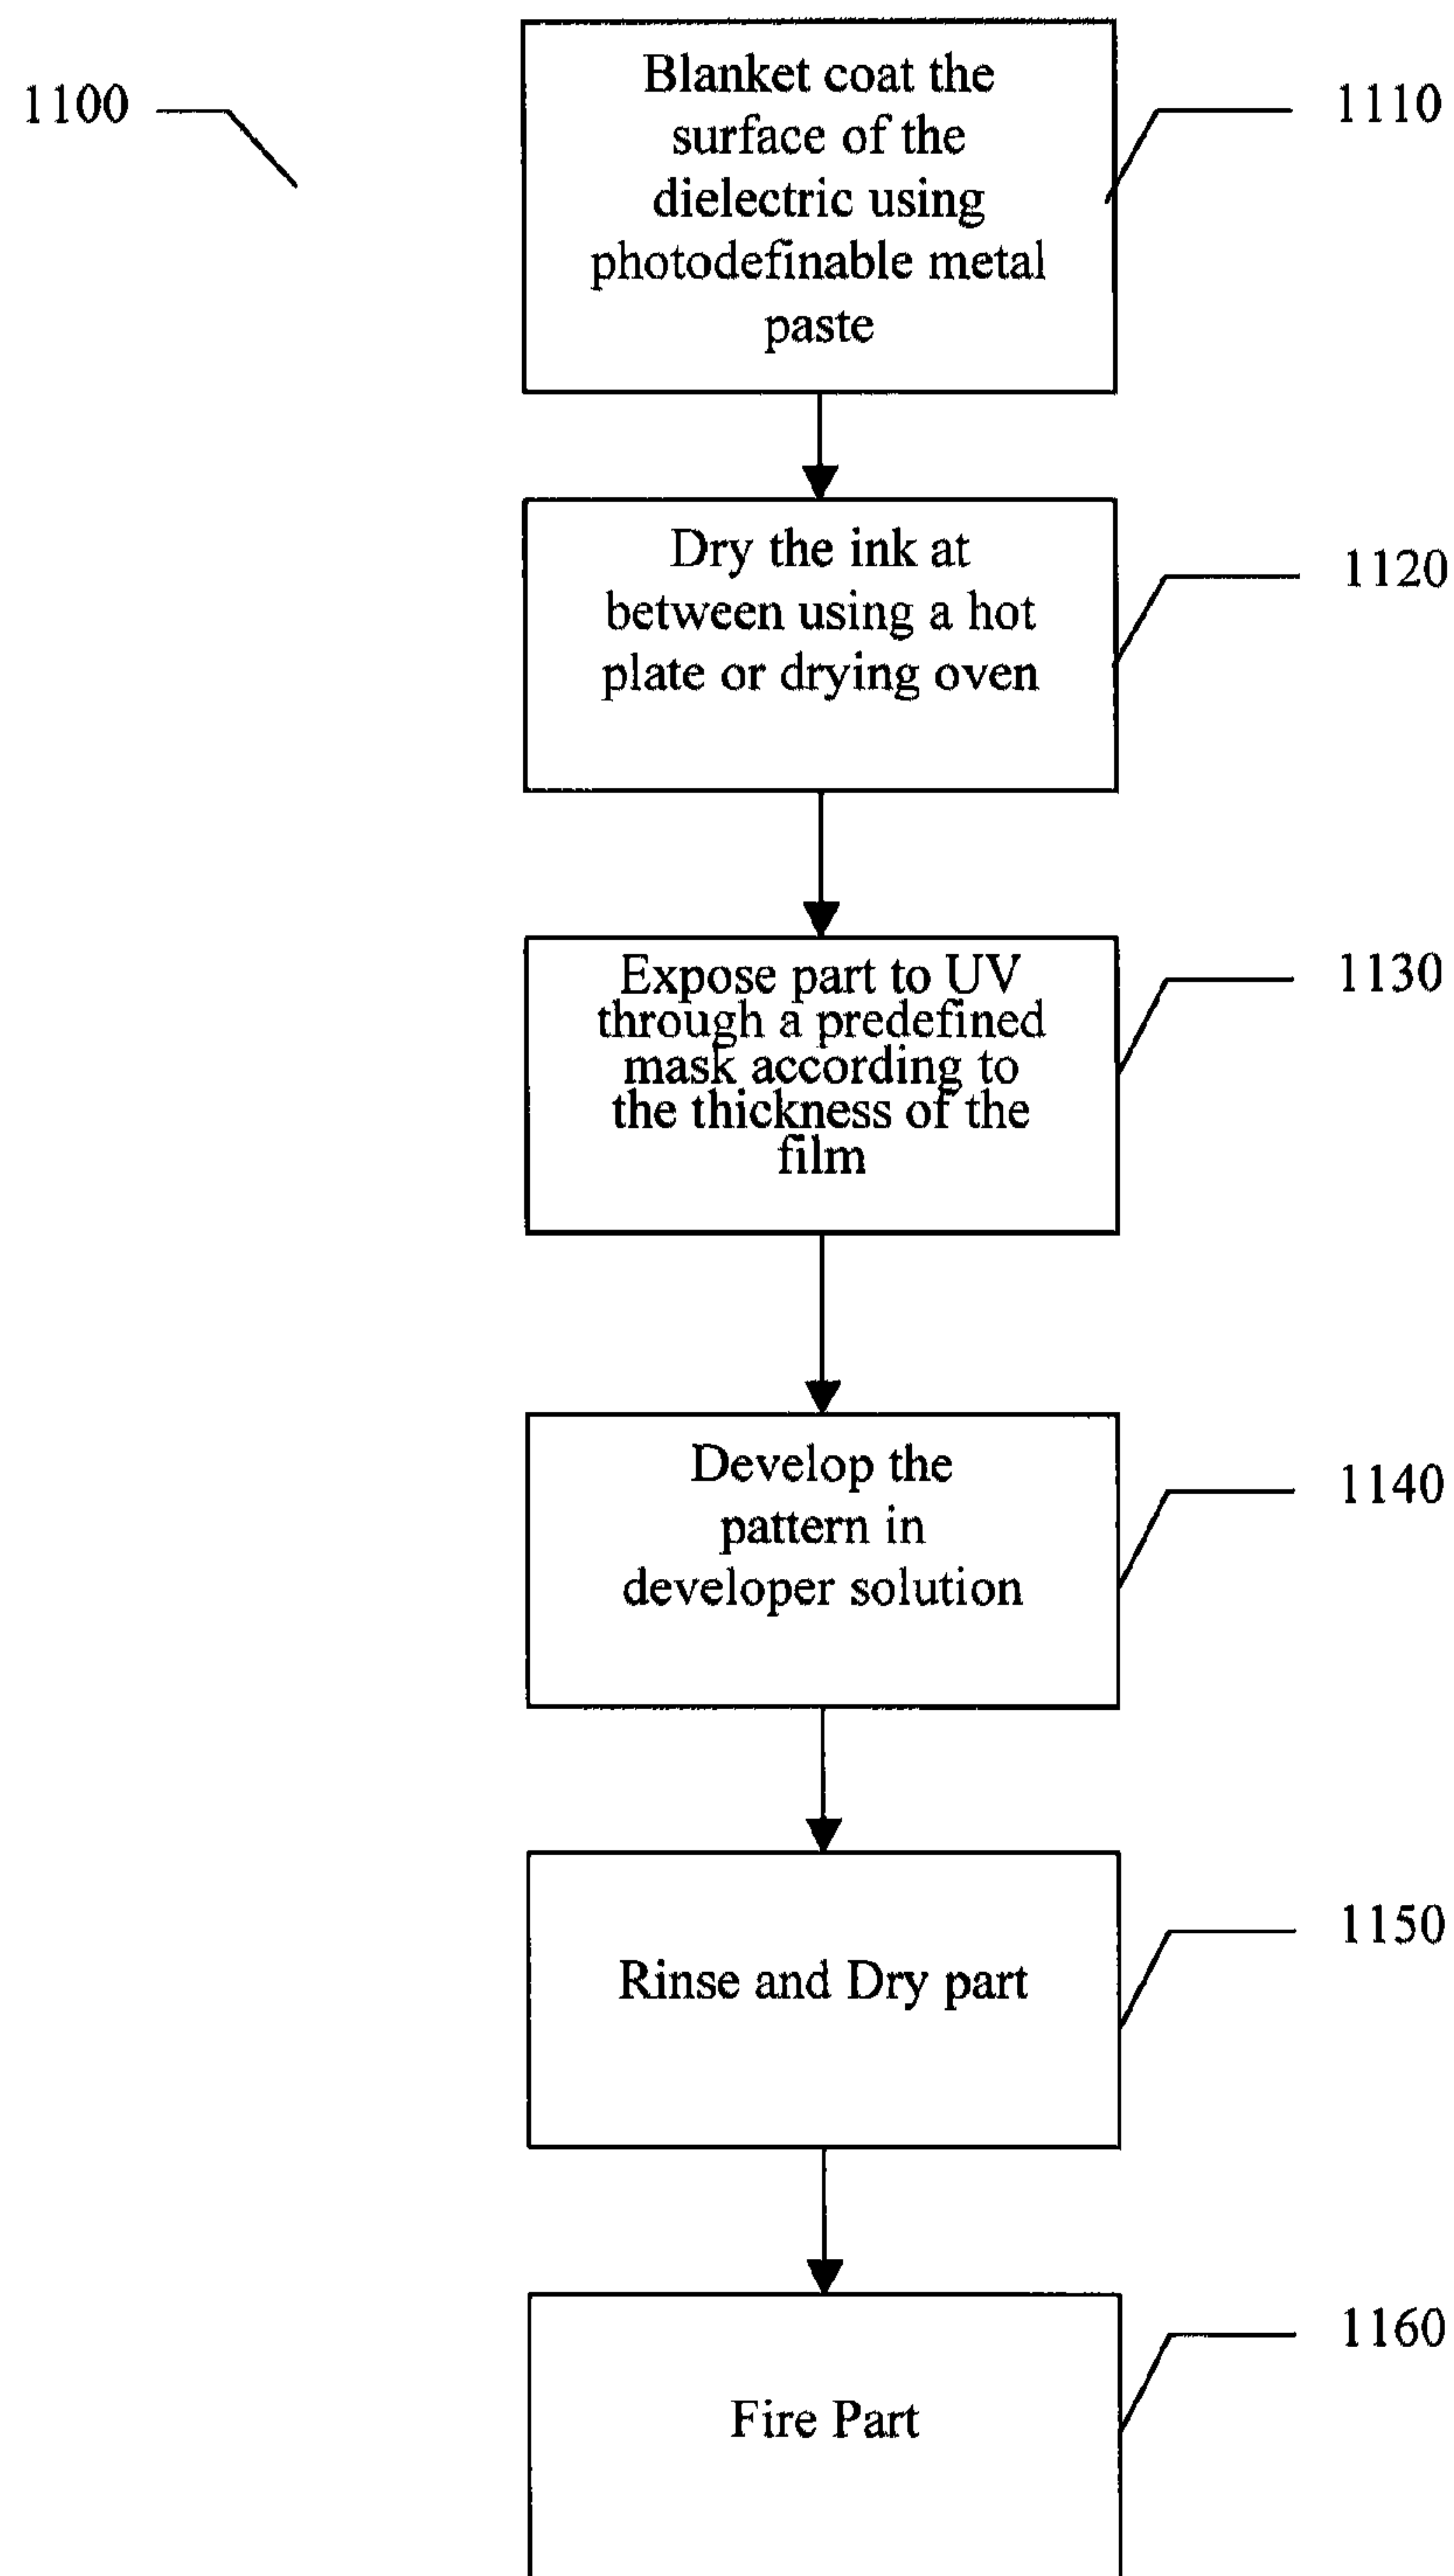 1100
Blanket coat the
surface of the
dielectric using
photodefinable metal
paste
1110
Dry the ink at
between using a hot
plate or drying oven
1120
Expose part to UV
through a predefined
mask according to
the thickness of the
film
1130
Develop the
pattern in
developer solution
1140
Rinse and Dry part
1150
Fire Part
1160